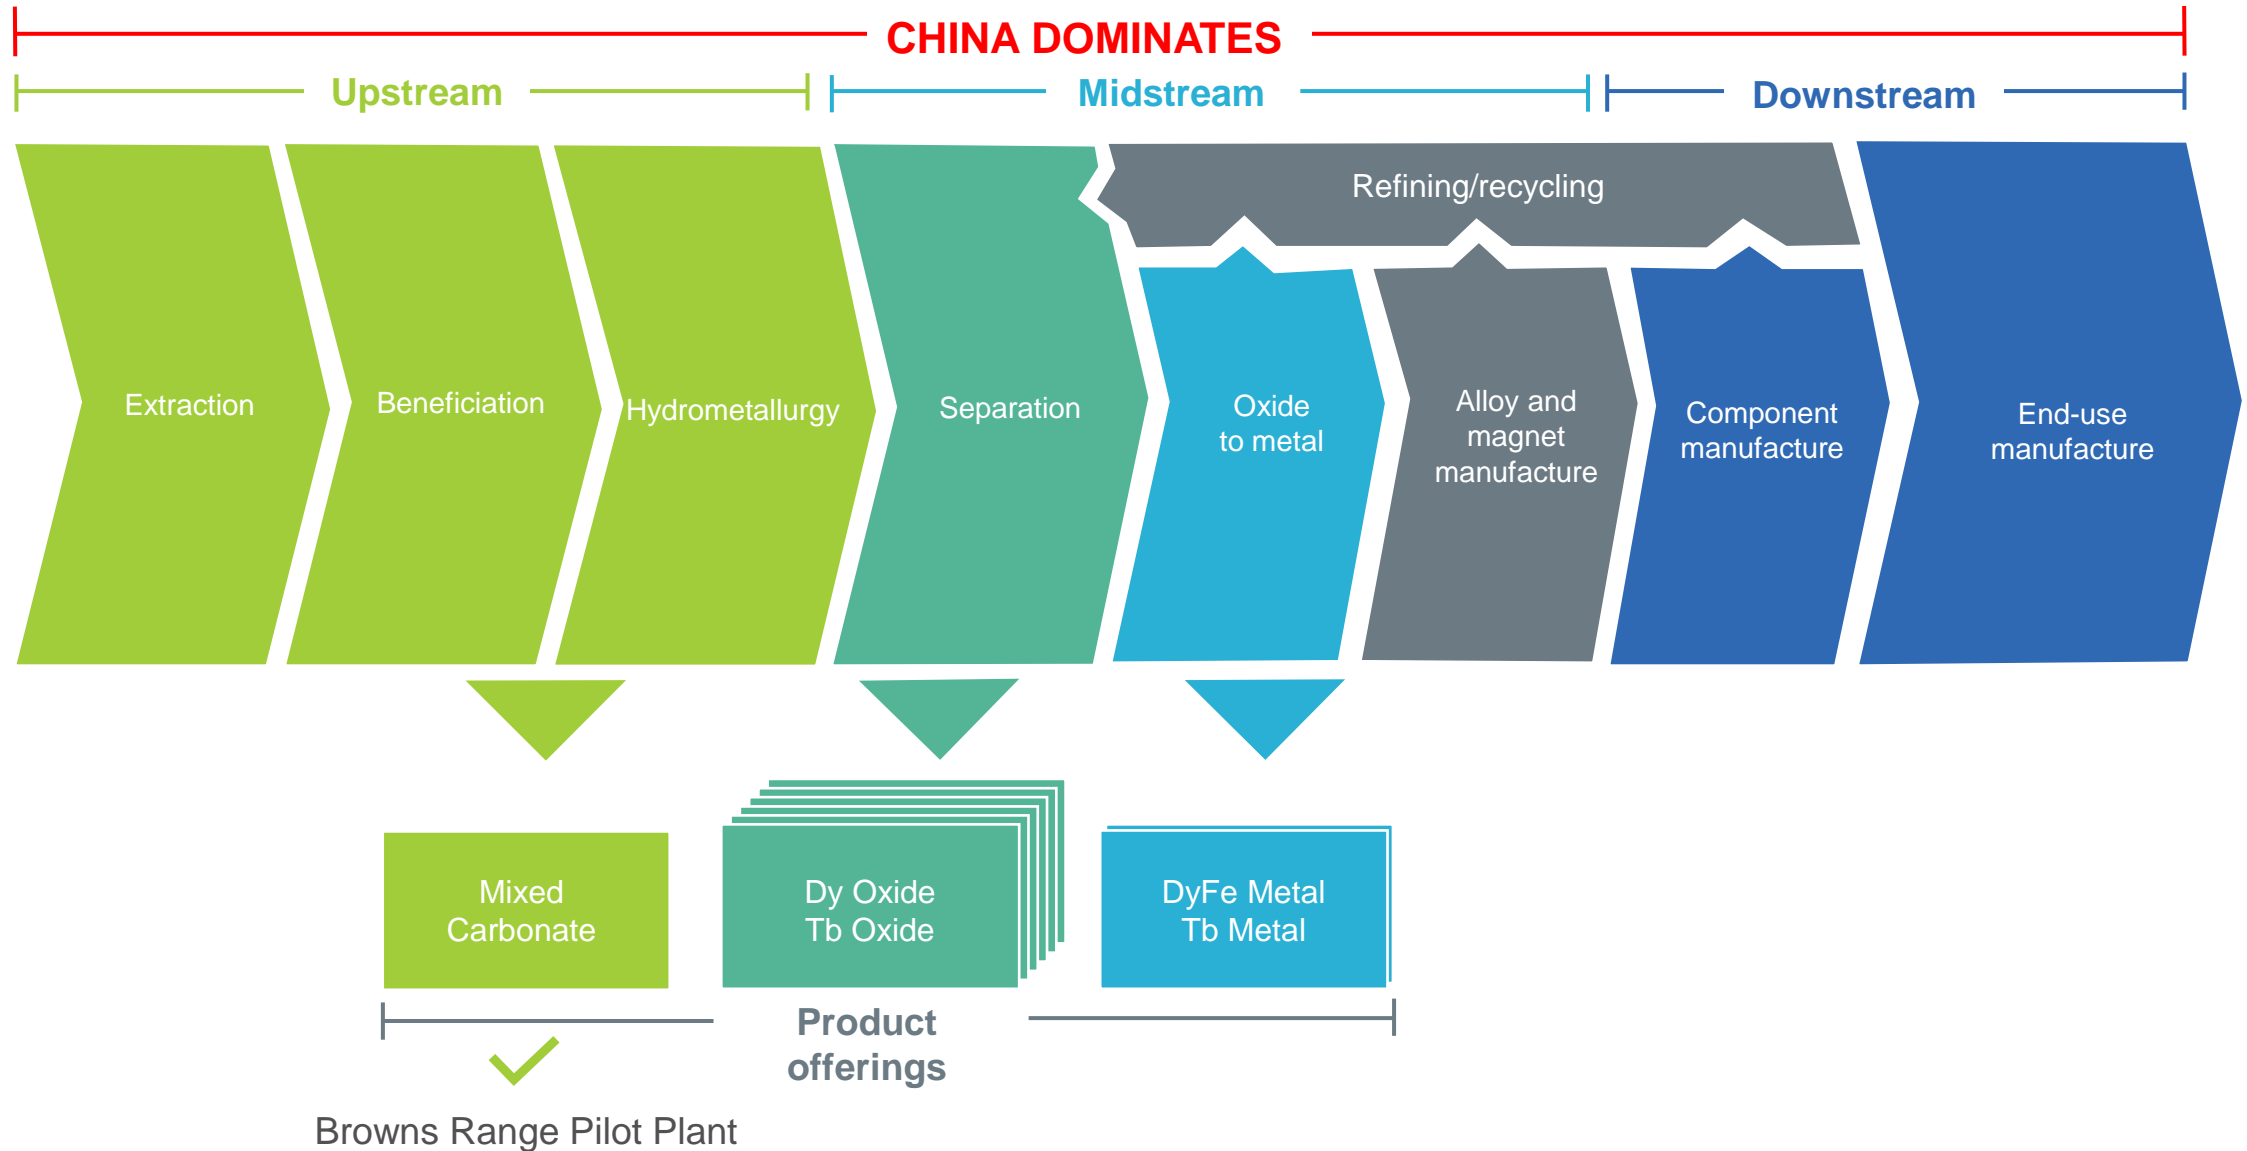 CHINA DOMINATES
Upstream
Midstream
Downstream
Refining/recycling
Extraction
Beneficiation
Hydrometallurgy
Separation
Oxide
to metal
Alloy and
magnet
manufacture
Component
manufacture
End-use
manufacture
Mixed
Carbonate
Dy Oxide
Tb Oxide
DyFe Metal
Tb Metal
Product
offerings
Browns Range Pilot Plant